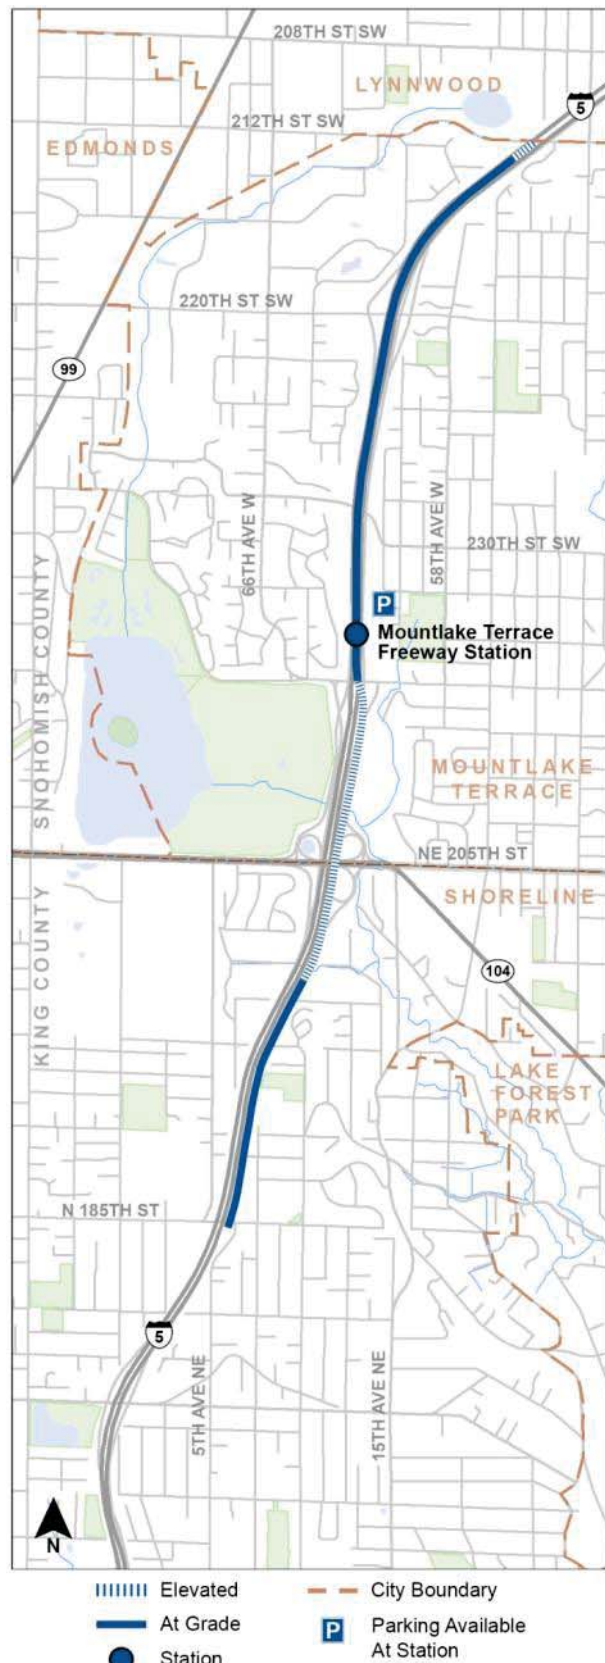 208TH ST SW
LYNNWOOD
5
212TH ST SW
EDMONDS
220TH ST SW
99
66TH AVE W
58TH AVE W
230TH ST SW
P
Mountlake Terrace
Freeway Station
SNOHOMISH COUNTY
MOUNTLAKE
TERRACE
NE 205TH ST
SHORELINE
KING COUNTY
104
LAKE
FOREST
PARK
N 185TH ST
5
5TH AVE NE
15TH AVE NE
N
Elevated
City Boundary
At Grade
P
Parking Available
At Station
Station